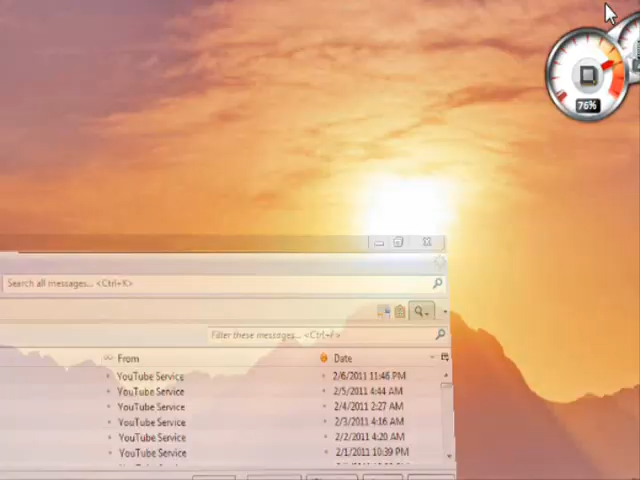 76%
Search all messages... <Ctrl+K>
Filter these messages... <Ctrl+F>
From Date
YouTube Service 2/6/2011 11:46 PM
YouTube Service 2/5/2011 4:44 AM
YouTube Service 2/4/2011 2:27 AM
YouTube Service 2/3/2011 4:16 AM
YouTube Service 2/2/2011 4:20 AM
YouTube Service 2/1/2011 10:39 PM